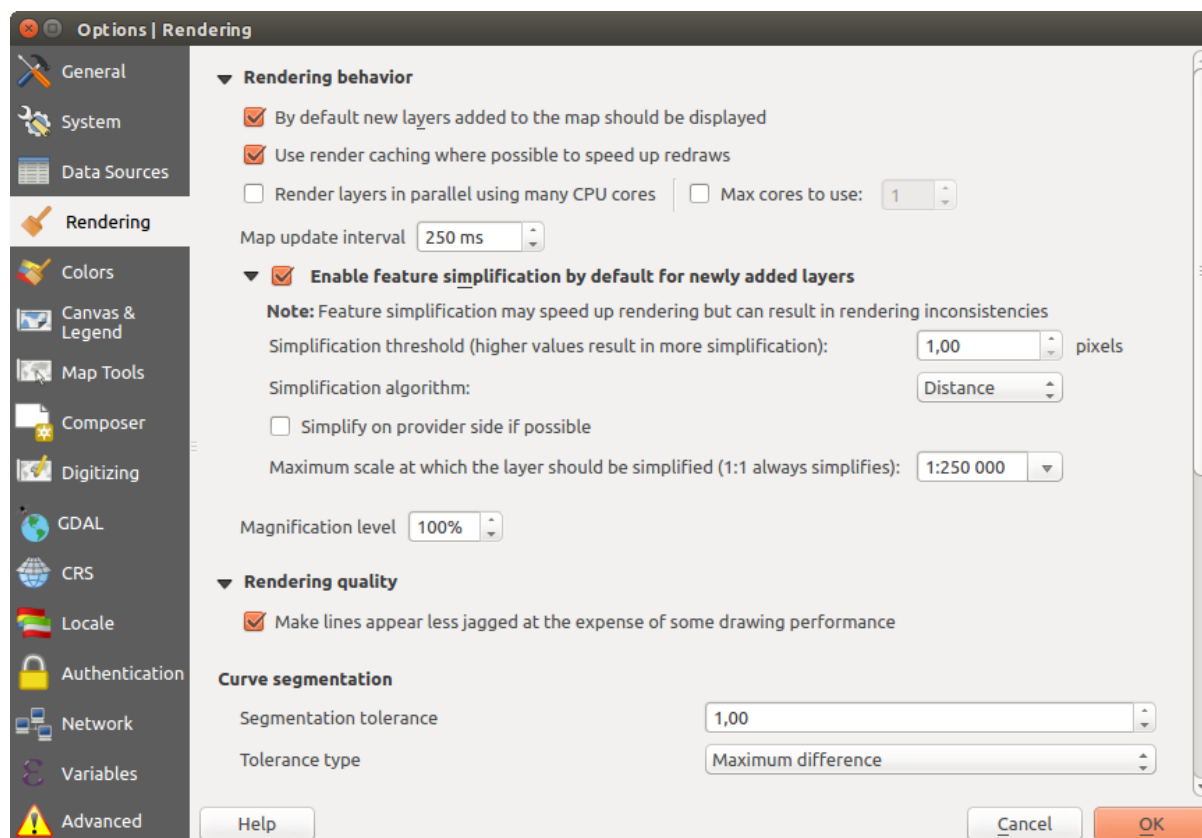 Options | Rendering
General
System
Data Sources
Rendering
Colors
Canvas &
Legend
Map Tools
Composer
Digitizing
GDAL
CRS
Locale
Authentication
Network
Variables
Advanced
Rendering behavior
By default new layers added to the map should be displayed
Use render caching where possible to speed up redraws
Render layers in parallel using many CPU cores Max cores to use: 1
Map update interval 250 ms
Enable feature simplification by default for newly added layers
Note: Feature simplification may speed up rendering but can result in rendering inconsistencies
Simplification threshold (higher values result in more simplification): 1,00 pixels
Simplification algorithm: Distance
Simplify on provider side if possible
Maximum scale at which the layer should be simplified (1:1 always simplifies): 1:250 000
Magnification level 100%
Rendering quality
Make lines appear less jagged at the expense of some drawing performance
Curve segmentation
Segmentation tolerance 1,00
Tolerance type Maximum difference
Help Cancel OK